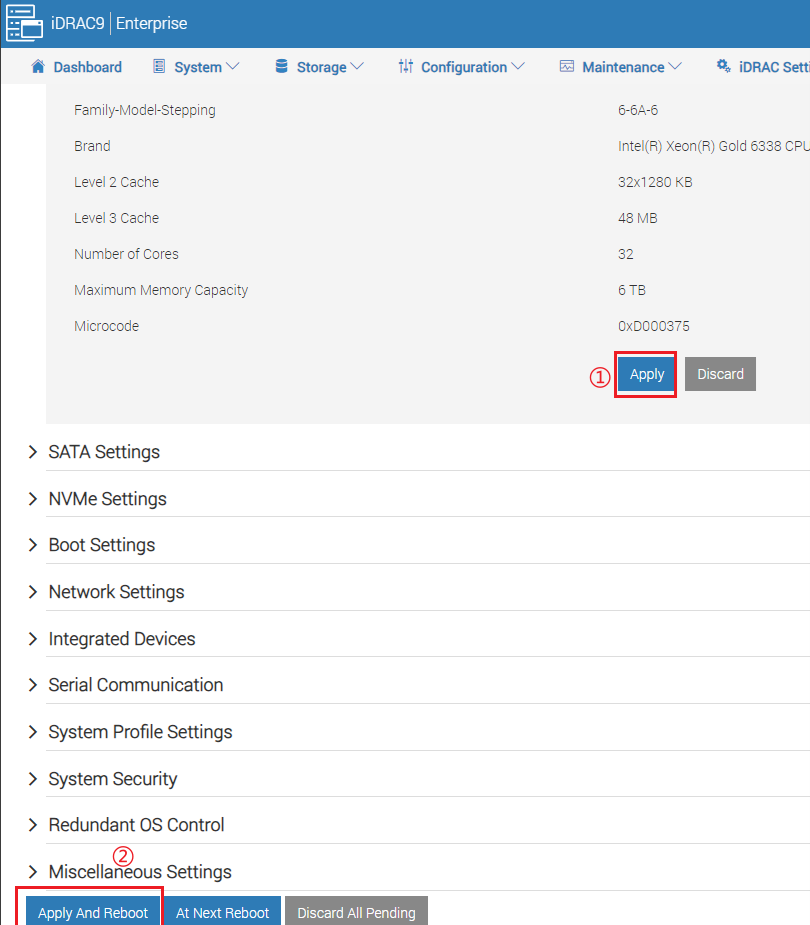 iDRAC9 | Enterprise
Dashboard System Storage Configuration Maintenance iDRAC Setti
Family-Model-Stepping 6-6A-6
Brand Intel(R) Xeon(R) Gold 6338 CPU
Level 2 Cache 32x1280 KB
Level 3 Cache 48 MB
Number of Cores 32
Maximum Memory Capacity 6 TB
Microcode 0xD000375
① Apply Discard
SATA Settings
NVMe Settings
Boot Settings
Network Settings
Integrated Devices
Serial Communication
System Profile Settings
System Security
Redundant OS Control
②
Miscellaneous Settings
Apply And Reboot At Next Reboot Discard All Pending